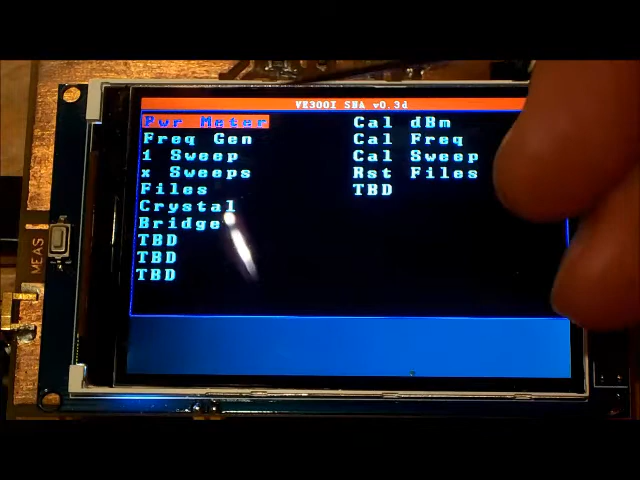 VE3OOI SNA v0.3d
Pwr Meter
Freq Gen
1 Sweep
x Sweeps
Files
Crystal
Bridge
TBD
TBD
TBD
Cal dBm
Cal Freq
Cal Sweep
Rst Files
TBD
MEAS